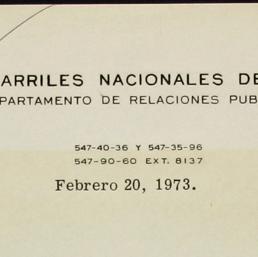 ARRILES NACIONALES DE
PARTAMENTO DE RELACIONES PUB
547-40-36 Y 547-35-96
547-90-60 EXT. 8137
Febrero 20, 1973.